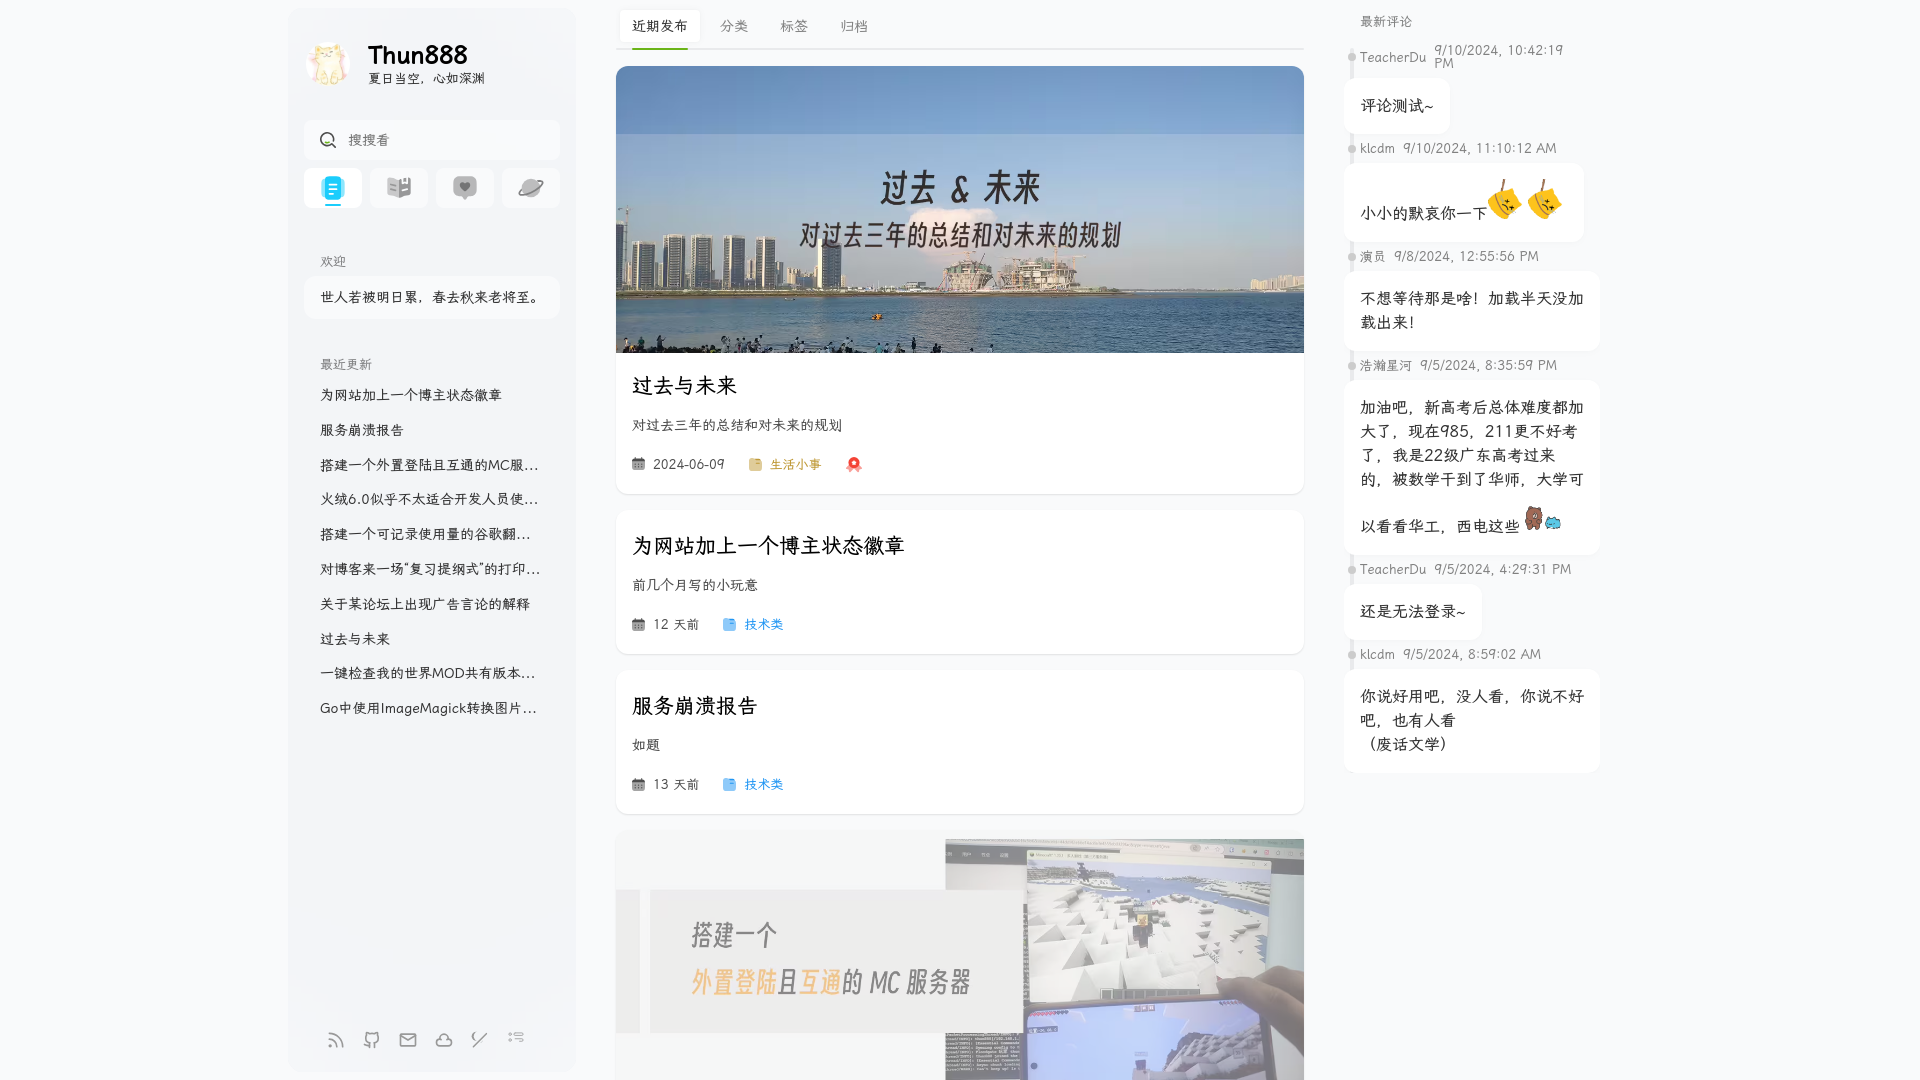 Thun888
夏日当空，心如深渊
搜搜看
欢迎
世人若被明日累，春去秋来老将至。
最近更新
为网站加上一个博主状态徽章
服务崩溃报告
搭建一个外置登陆且互通的MC服...
火绒6.0似乎不太适合开发人员使...
搭建一个可记录使用量的谷歌翻...
对博客来一场“复习提纲式”的打印...
关于某论坛上出现广告言论的解释
过去与未来
一键检查我的世界MOD共有版本...
Go中使用ImageMagick转换图片...
近期发布
分类
标签
归档
过去 & 未来
对过去三年的总结和对未来的规划
过去与未来
对过去三年的总结和对未来的规划
2024-06-09
生活小事
为网站加上一个博主状态徽章
前几个月写的小玩意
12 天前
技术类
服务崩溃报告
如题
13 天前
技术类
搭建一个
外置登陆且互通的 MC 服务器
最新评论
TeacherDu 9/10/2024, 10:42:19
PM
评论测试~
klcdm 9/10/2024, 11:10:12 AM
小小的默哀你一下
演员 9/8/2024, 12:55:56 PM
不想等待那是啥！加载半天没加
载出来！
浩瀚星河 9/5/2024, 8:35:59 PM
加油吧，新高考后总体难度都加
大了，现在985，211更不好考
了，我是22级广东高考过来
的，被数学干到了华师，大学可
以看看华工，西电这些
TeacherDu 9/5/2024, 4:29:31 PM
还是无法登录~
klcdm 9/5/2024, 8:59:02 AM
你说好用吧，没人看，你说不好
吧，也有人看
（废话文学）